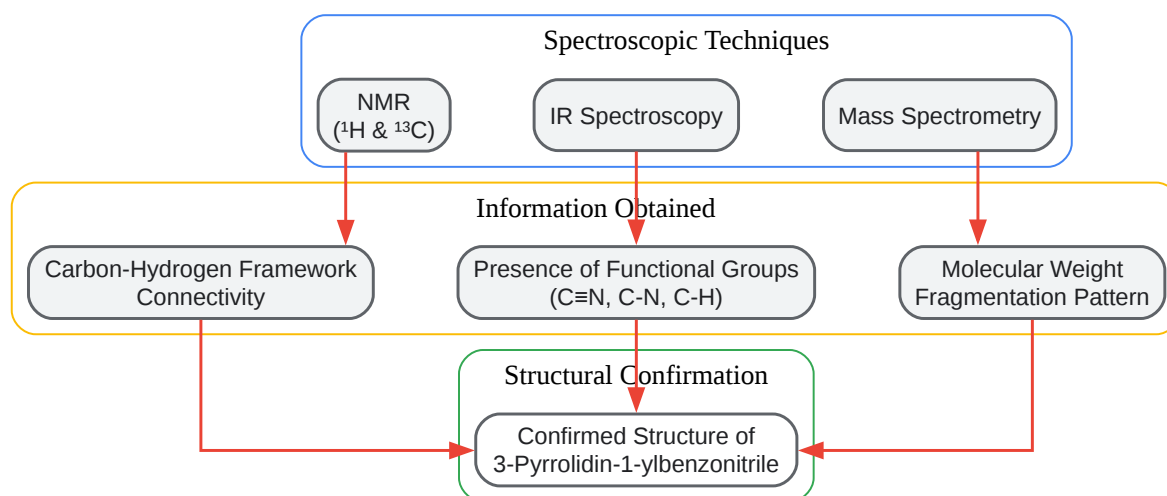 Spectroscopic Techniques
NMR
(¹H & ¹³C)
IR Spectroscopy
Mass Spectrometry
Information Obtained
Carbon-Hydrogen Framework
Connectivity
Presence of Functional Groups
(C≡N, C-N, C-H)
Molecular Weight
Fragmentation Pattern
Structural Confirmation
Confirmed Structure of
3-Pyrrolidin-1-ylbenzonitrile